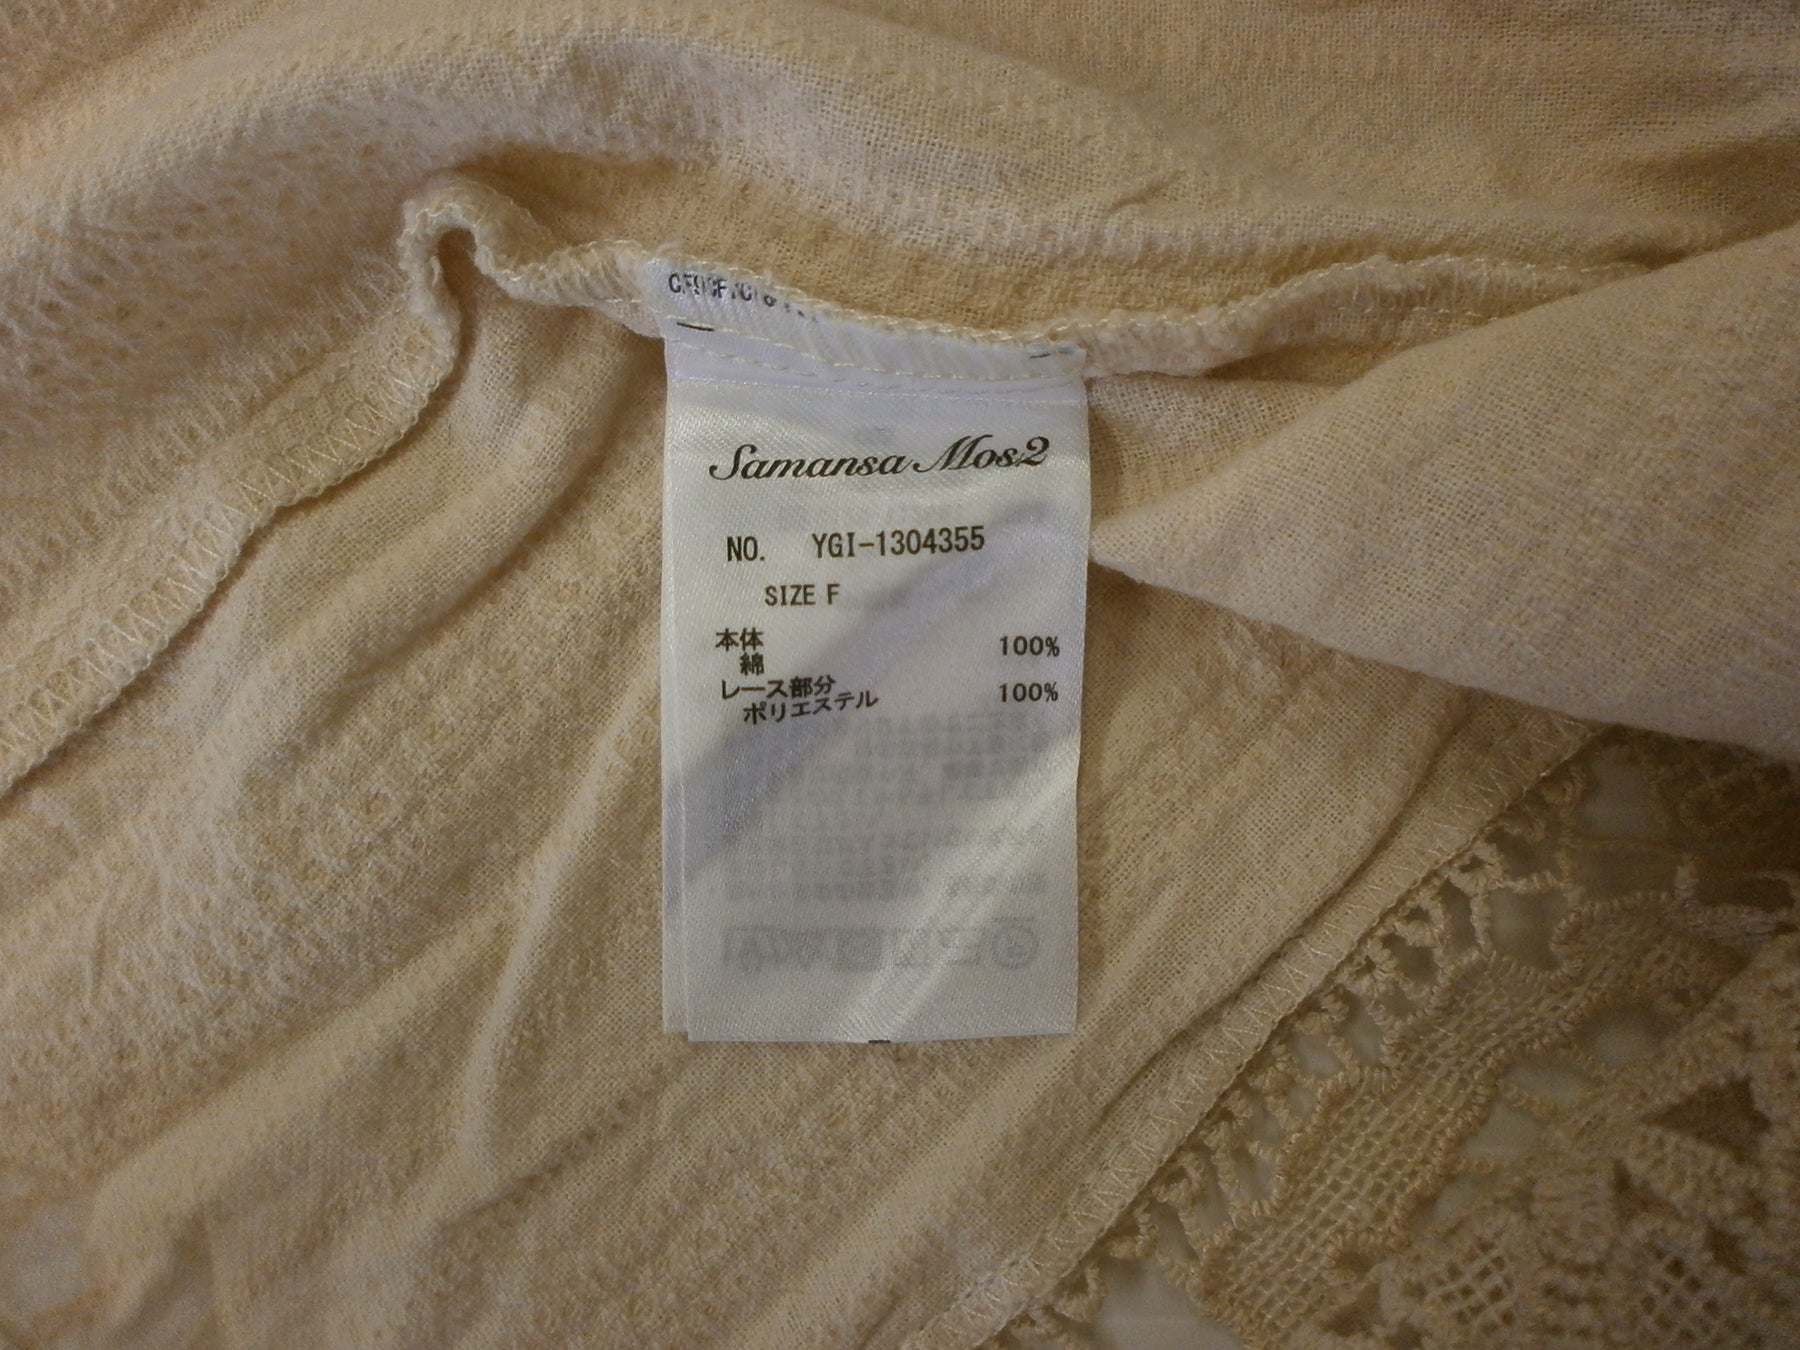 Samansa Mos2
NO. YGI-1304355
SIZE F
本体 100%
綿
レース部分 100%
ポリエステル